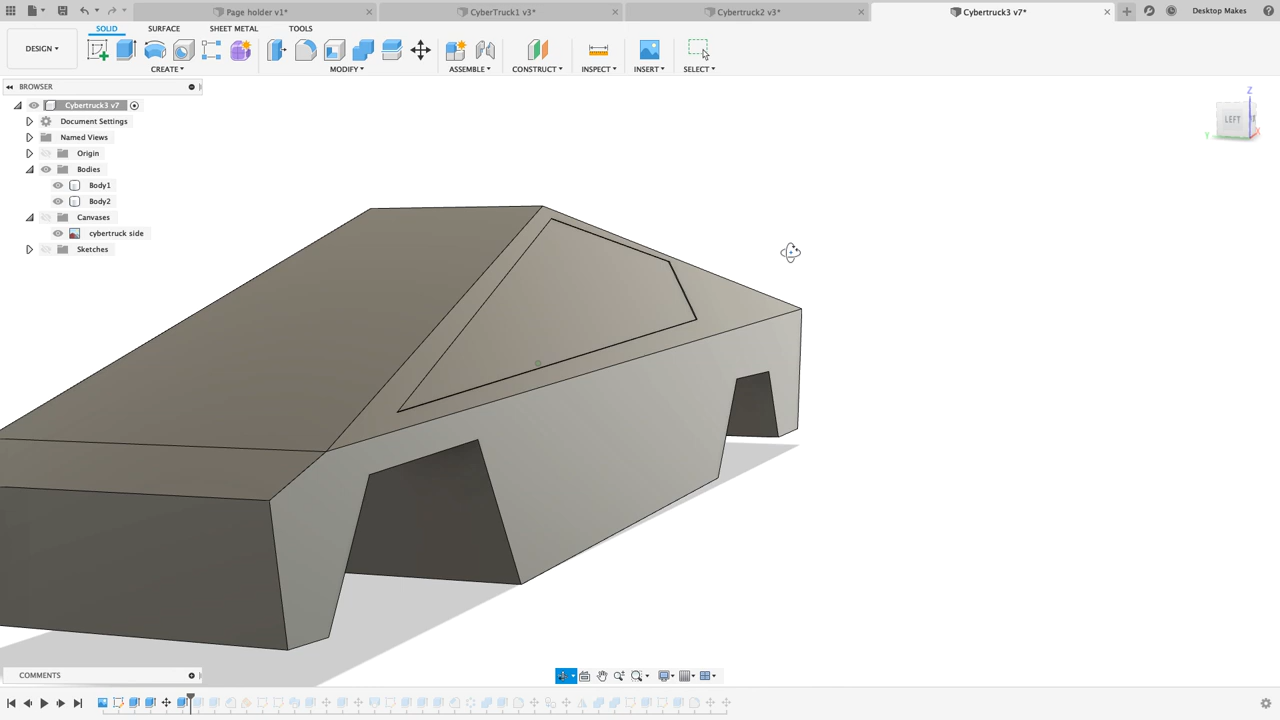 Page holder v1*
CyberTruck1 v3*
Cybertruck2 v3*
Cybertruck3 v7*
Desktop Makes
SOLID
SURFACE
SHEET METAL
TOOLS
DESIGN
CREATE
MODIFY
ASSEMBLE
CONSTRUCT
INSPECT
INSERT
SELECT
BROWSER
Cybertruck3 v7
Document Settings
Named Views
Origin
Bodies
Body1
Body2
Canvases
cybertruck side
Sketches
Z
LEFT
Y
X
COMMENTS